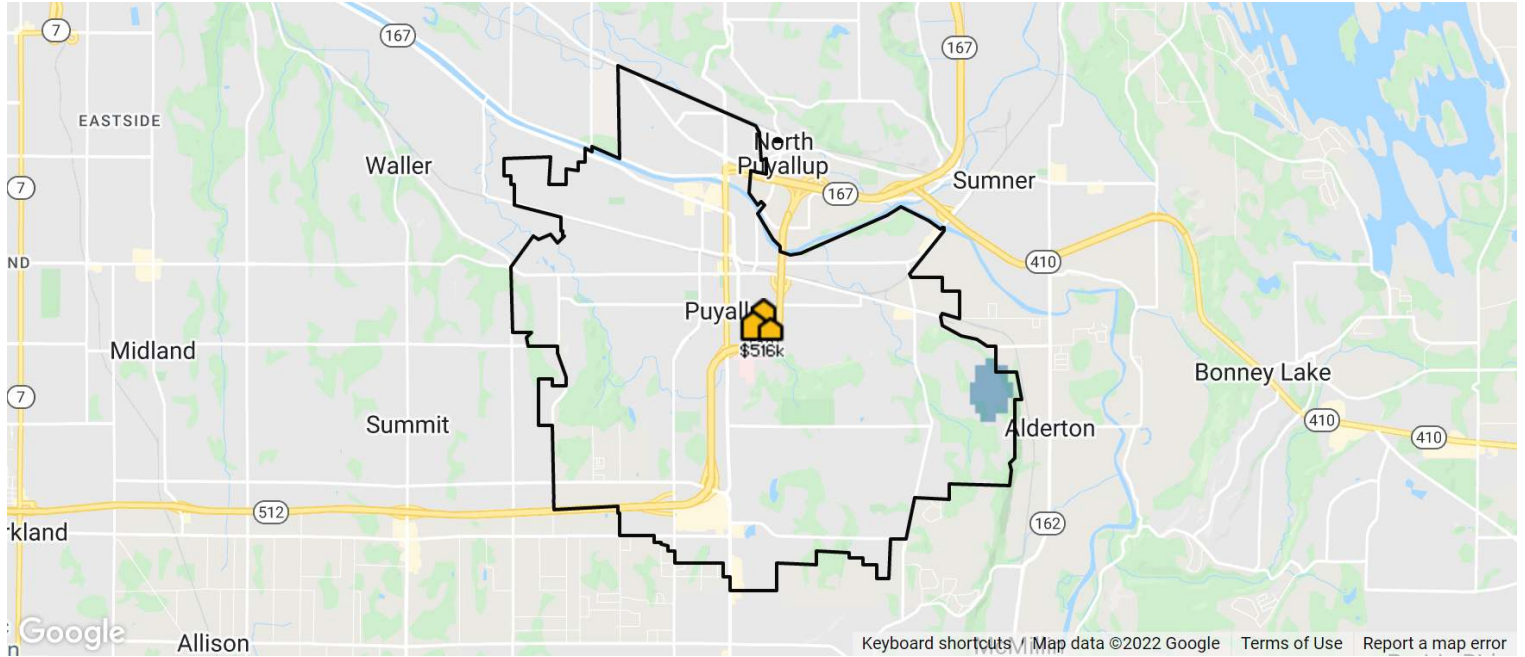 7
167
167
EASTSIDE
North
Puyallup
Waller
167
Sumner
7
ND
410
Puyall
$516k
Midland
Bonney Lake
7
Summit
Alderton
410
410
512
162
rkland
Google
Allison
Keyboard shortcuts
Map data ©2022 Google
Terms of Use
Report a map error